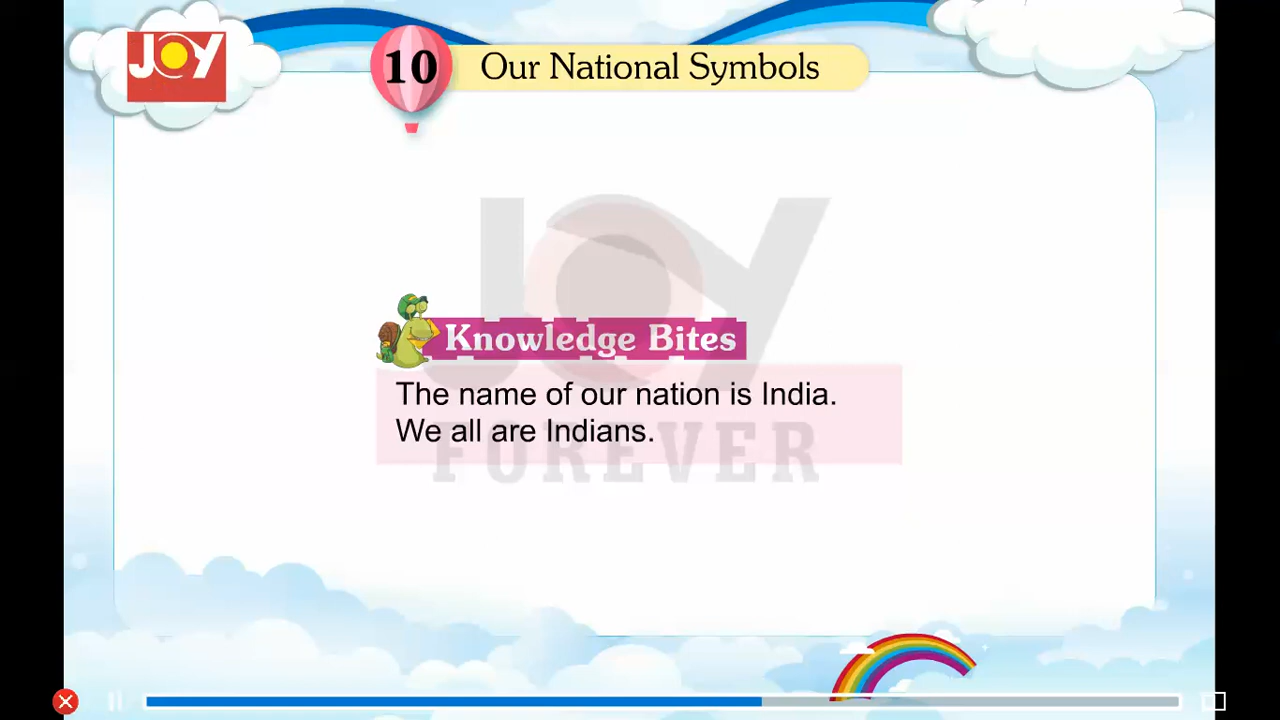 JOY
10 Our National Symbols
JOY
Knowledge Bites
The name of our nation is India.
We all are Indians.
FOREVER